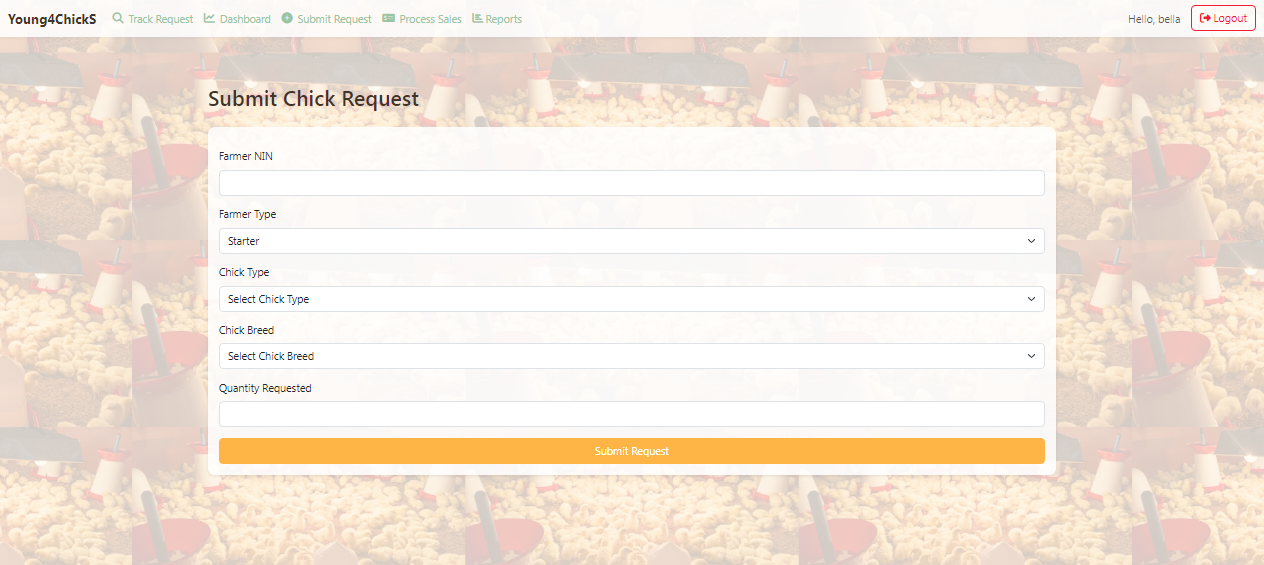 Young4ChickS Track Request Dashboard Submit Request Process Sales Reports Hello, bella Logout
Submit Chick Request
Farmer NIN
Farmer Type
Starter
Chick Type
Select Chick Type
Chick Breed
Select Chick Breed
Quantity Requested
Submit Request